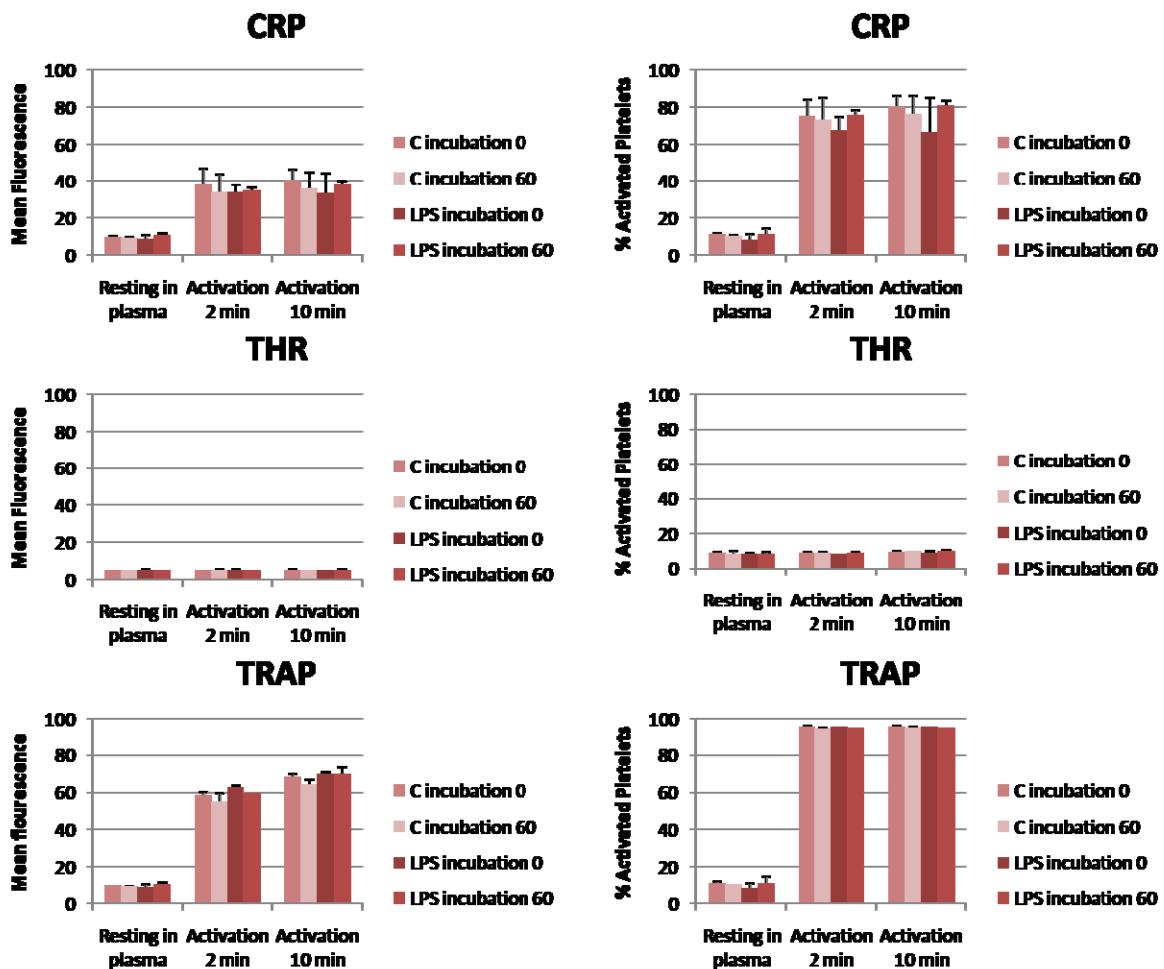 CRP
Mean Fluorescence
100
80
60
40
20
0
Resting in plasma
Activation 2 min
Activation 10 min
C incubation 0
C incubation 60
LPS incubation 0
LPS incubation 60
CRP
% Activated Platelets
100
80
60
40
20
0
Resting in plasma
Activation 2 min
Activation 10 min
C incubation 0
C incubation 60
LPS incubation 0
LPS incubation 60
THR
Mean Fluorescence
100
80
60
40
20
0
Resting in plasma
Activation 2 min
Activation 10 min
C incubation 0
C incubation 60
LPS incubation 0
LPS incubation 60
THR
% Activated Platelets
100
80
60
40
20
0
Resting in plasma
Activation 2 min
Activation 10 min
C incubation 0
C incubation 60
LPS incubation 0
LPS incubation 60
TRAP
Mean flourescence
100
80
60
40
20
0
Resting in plasma
Activation 2 min
Activation 10 min
C incubation 0
C incubation 60
LPS incubation 0
LPS incubation 60
TRAP
% Activated Platelets
100
80
60
40
20
0
Resting in plasma
Activation 2 min
Activation 10 min
C incubation 0
C incubation 60
LPS incubation 0
LPS incubation 60